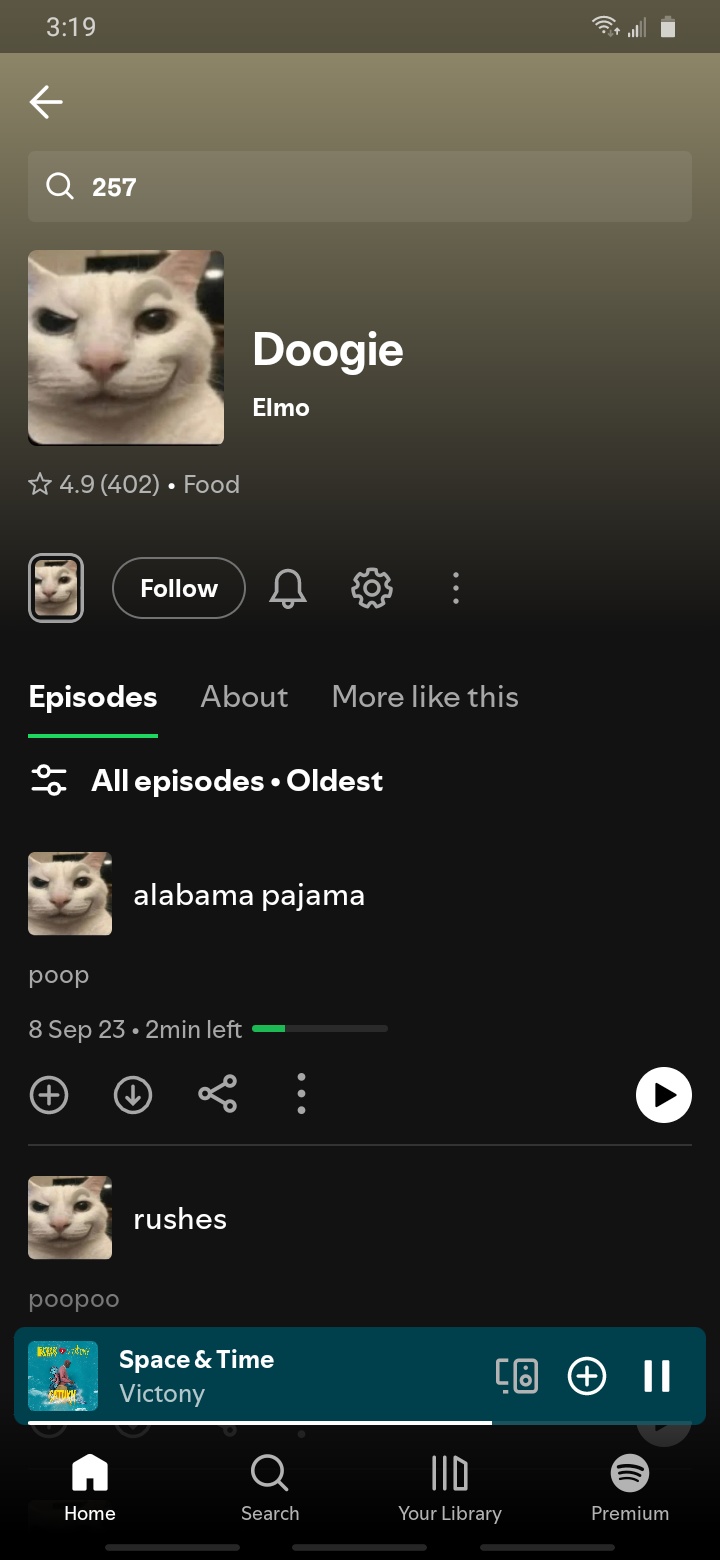 3:19
257
Doogie
Elmo
4.9 (402) • Food
Follow
Episodes
About
More like this
All episodes • Oldest
alabama pajama
poop
8 Sep 23 • 2min left
rushes
poopoo
Space & Time
Victony
Home
Search
Your Library
Premium